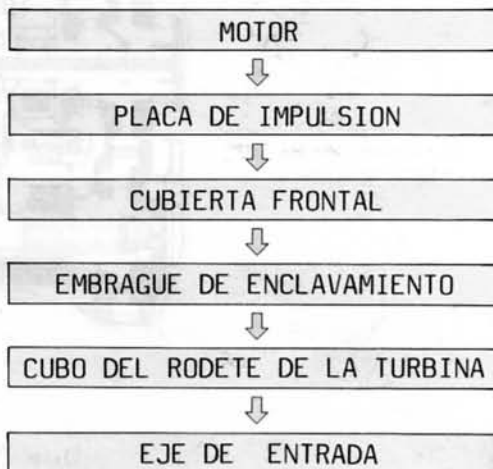 MOTOR
PLACA DE IMPULSION
CUBIERTA FRONTAL
EMBRAGUE DE ENCLAVAMIENTO
CUBO DEL RODETE DE LA TURBINA
EJE DE ENTRADA